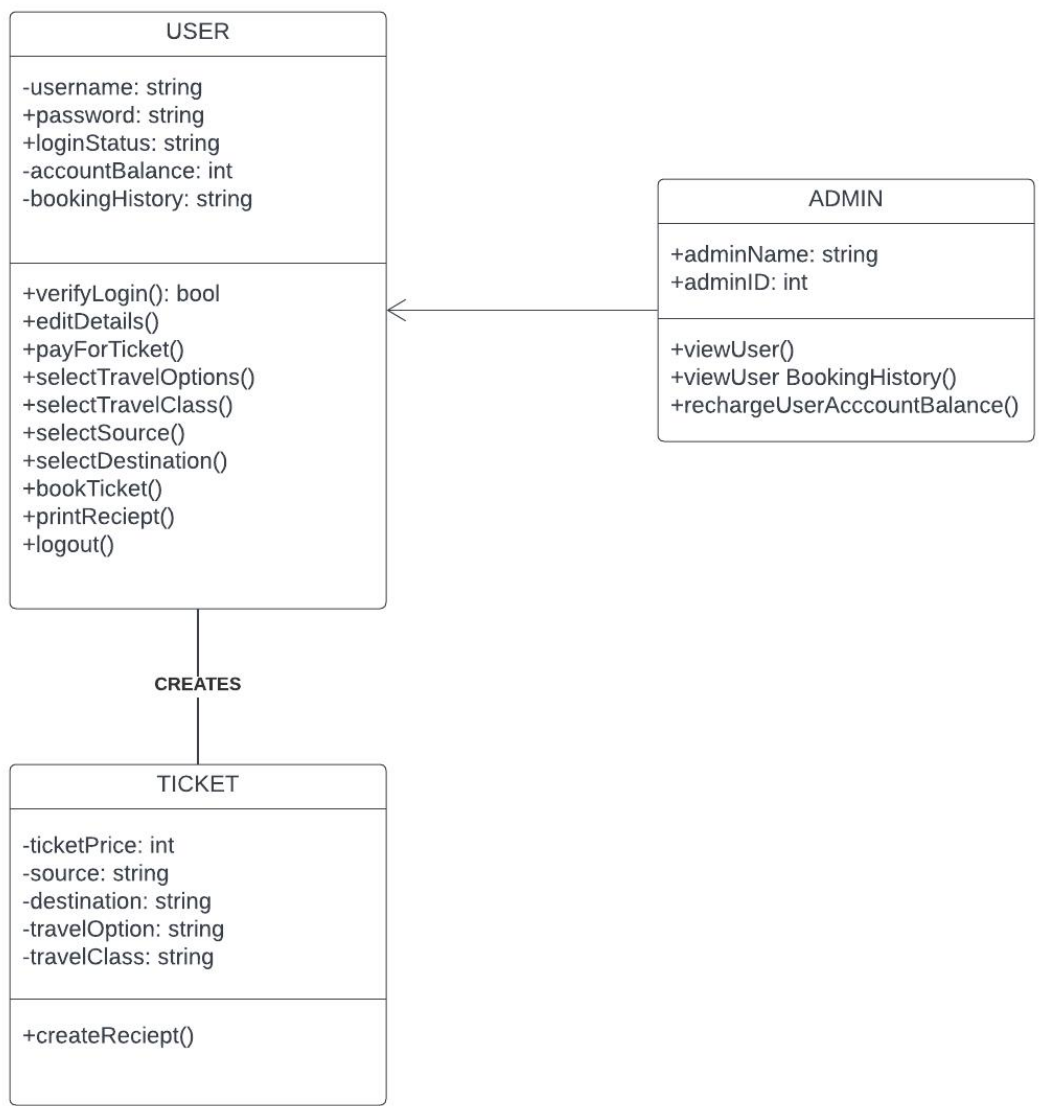 USER
-username: string
+password: string
+loginStatus: string
-accountBalance: int
-bookingHistory: string
+verifyLogin(): bool
+editDetails()
+payForTicket()
+selectTravelOptions()
+selectTravelClass()
+selectSource()
+selectDestination()
+bookTicket()
+printReciept()
+logout()
ADMIN
+adminName: string
+adminID: int
+viewUser()
+viewUser BookingHistory()
+rechargeUserAcccountBalance()
CREATES
TICKET
-ticketPrice: int
-source: string
-destination: string
-travelOption: string
-travelClass: string
+createReciept()